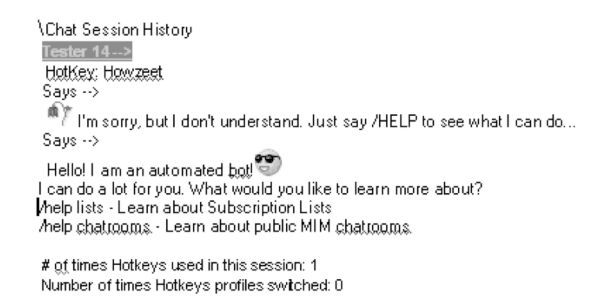 \Chat Session History
Tester 14 -->
HotKey: Howzeet
Says -->
I'm sorry, but I don't understand. Just say /HELP to see what I can do...
Says -->
Hello! I am an automated bot!
I can do a lot for you. What would you like to learn more about?
/help lists - Learn about Subscription Lists
/help chatrooms - Learn about public MIM chatrooms
# of times Hotkeys used in this session: 1
Number of times Hotkeys profiles switched: 0